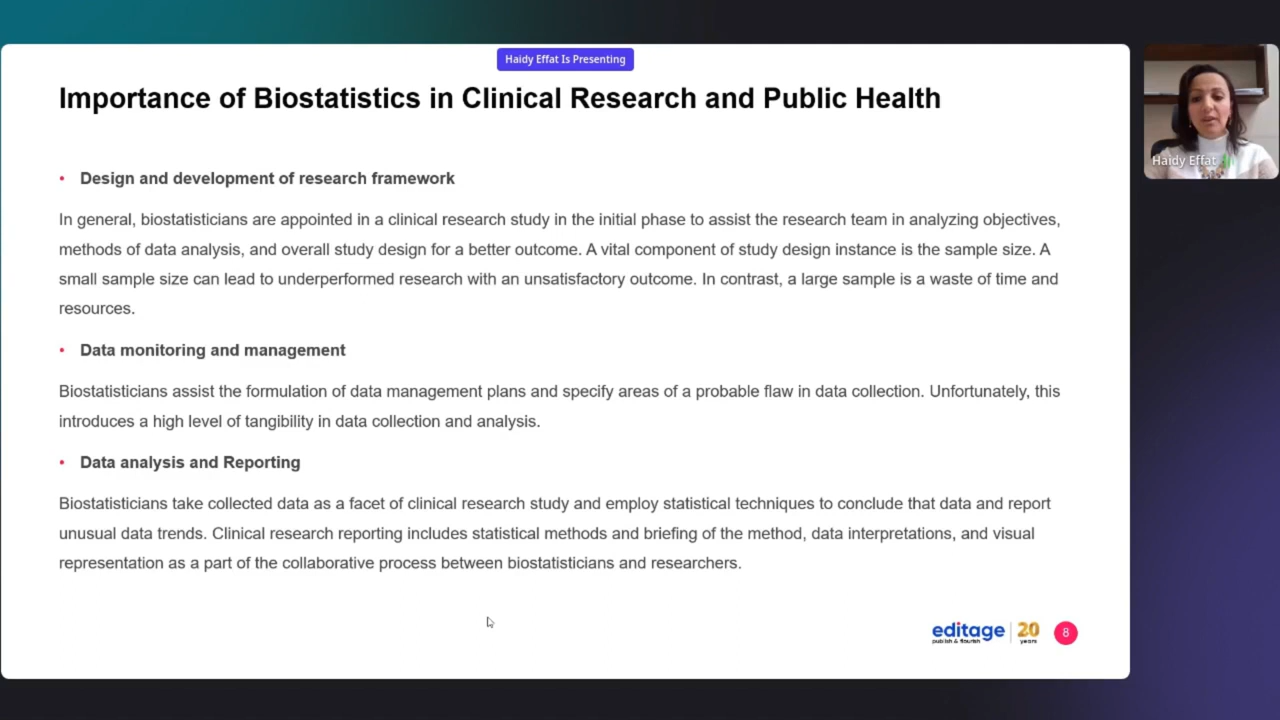 Haidy Effat Is Presenting
Importance of Biostatistics in Clinical Research and Public Health
• Design and development of research framework
In general, biostatisticians are appointed in a clinical research study in the initial phase to assist the research team in analyzing objectives,
methods of data analysis, and overall study design for a better outcome. A vital component of study design instance is the sample size. A
small sample size can lead to underperformed research with an unsatisfactory outcome. In contrast, a large sample is a waste of time and
resources.
• Data monitoring and management
Biostatisticians assist the formulation of data management plans and specify areas of a probable flaw in data collection. Unfortunately, this
introduces a high level of tangibility in data collection and analysis.
• Data analysis and Reporting
Biostatisticians take collected data as a facet of clinical research study and employ statistical techniques to conclude that data and report
unusual data trends. Clinical research reporting includes statistical methods and briefing of the method, data interpretations, and visual
representation as a part of the collaborative process between biostatisticians and researchers.
editage
publish & flourish
20
years
8
Haidy Effat